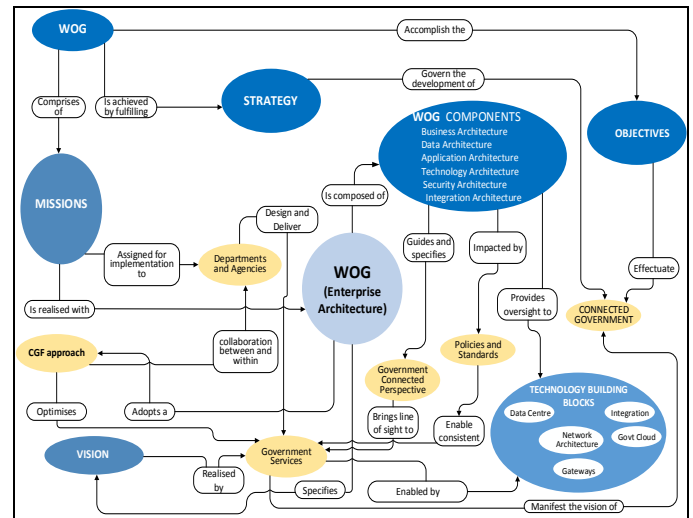 WOG
Accomplish the
Comprises
of
Is achieved
by fulfilling
STRATEGY
Govern the
development of
WOG COMPONENTS
Business Architecture
Data Architecture
Application Architecture
Technology Architecture
Security Architecture
Integration Architecture
OBJECTIVES
MISSIONS
Is composed of
Design and
Deliver
Assigned for
implementation
to
Departments
and Agencies
WOG
(Enterprise
Architecture)
Guides and
specifies
Impacted by
Effectuate
Is realised with
Provides
oversight to
CONNECTED
GOVERNMENT
CGF approach
collaboration
between and
within
Policies and
Standards
Government
Connected
Perspective
TECHNOLOGY BUILDING
BLOCKS
Data Centre
Integration
Network
Architecture
Govt Cloud
Gateways
Optimises
Adopts a
Brings line
of sight to
Enable
consistent
VISION
Realised
by
Government
Services
Specifies
Enabled by
Manifest the vision of